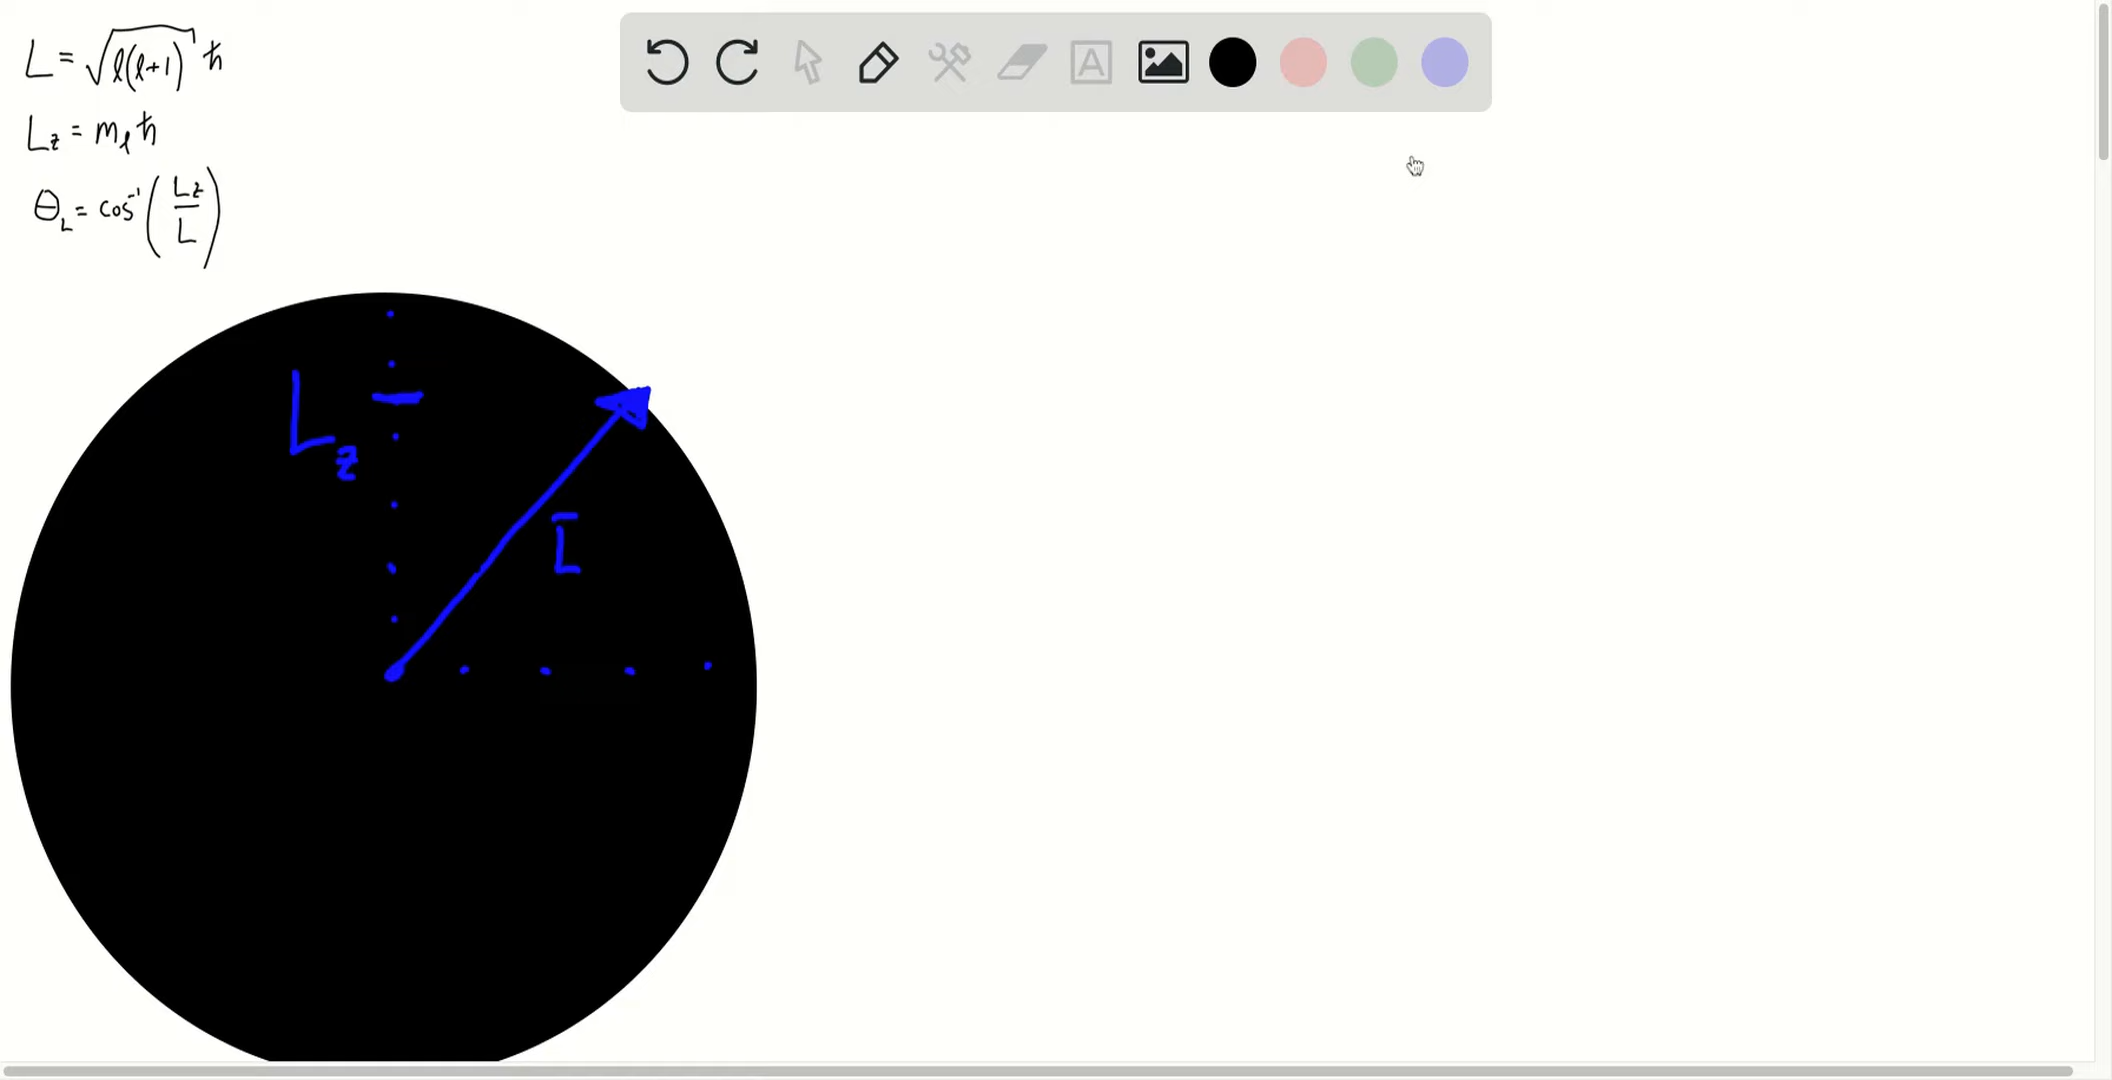 L = √ℓ(ℓ+1) ħ
L_z = m_ℓ ħ
θ_L = cos⁻¹(L_z/L)
A
L_z
L̄